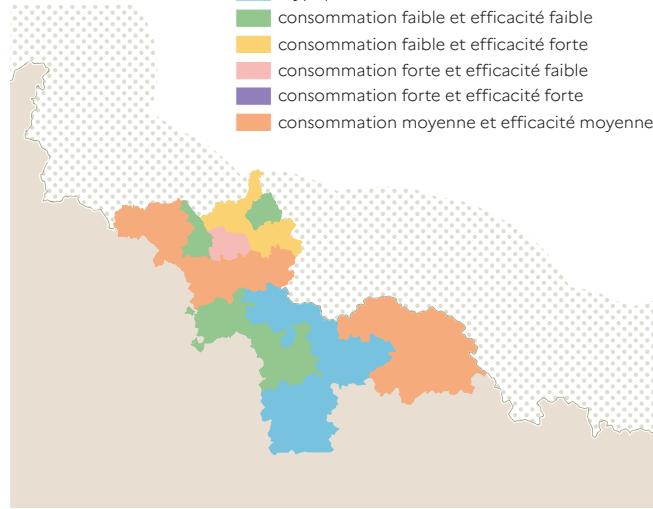 consommation faible et efficacité faible
consommation faible et efficacité forte
consommation forte et efficacité faible
consommation forte et efficacité forte
consommation moyenne et efficacité moyenne